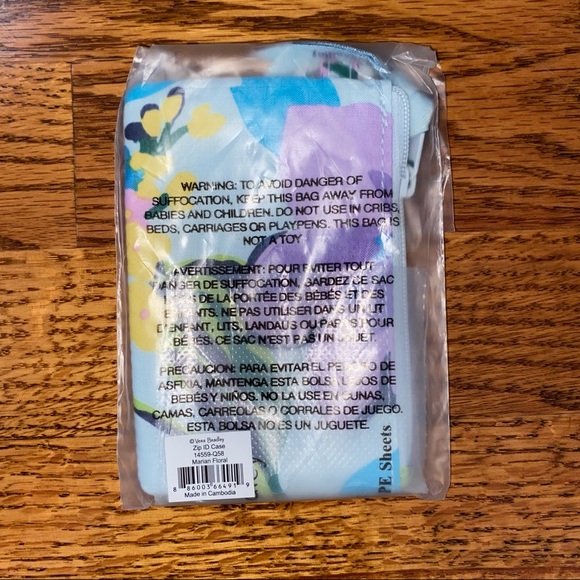 WARNING: TO AVOID DANGER OF
SUFFOCATION, KEEP THIS BAG AWAY FROM
BABIES AND CHILDREN. DO NOT USE IN CRIBS,
BEDS, CARRIAGES OR PLAYPENS. THIS BAG IS
NOT A TOY
AVERTISSEMENT: POUR EVITER TOUT
DANGER DE SUFFOCATION, GARDEZ CE SAC
DE LA PORTÉE DES BÉBÉS ET DES
NE PAS UTILISER DANS UN LIT
D'ENFANT, LITS, LANDAUS OU PARCS POUR
BÉBÉS. CE SAC N'EST PAS UN JOUET.
PRECAUCION: PARA EVITAR EL PELIGRO DE
ASFIXIA, MANTENGA ESTA BOLSA LEJOS DE
BEBÉS Y NIÑOS. NO LA USE EN CUNAS,
CAMAS, CARREOLAS O CORRALES DE JUEGO.
ESTA BOLSA NO ES UN JUGUETE.
© Vera Bradley
Zip ID Case
14559-Q58
Marian Floral
8 86003 66491 9
Made in Cambodia
PE Sheets